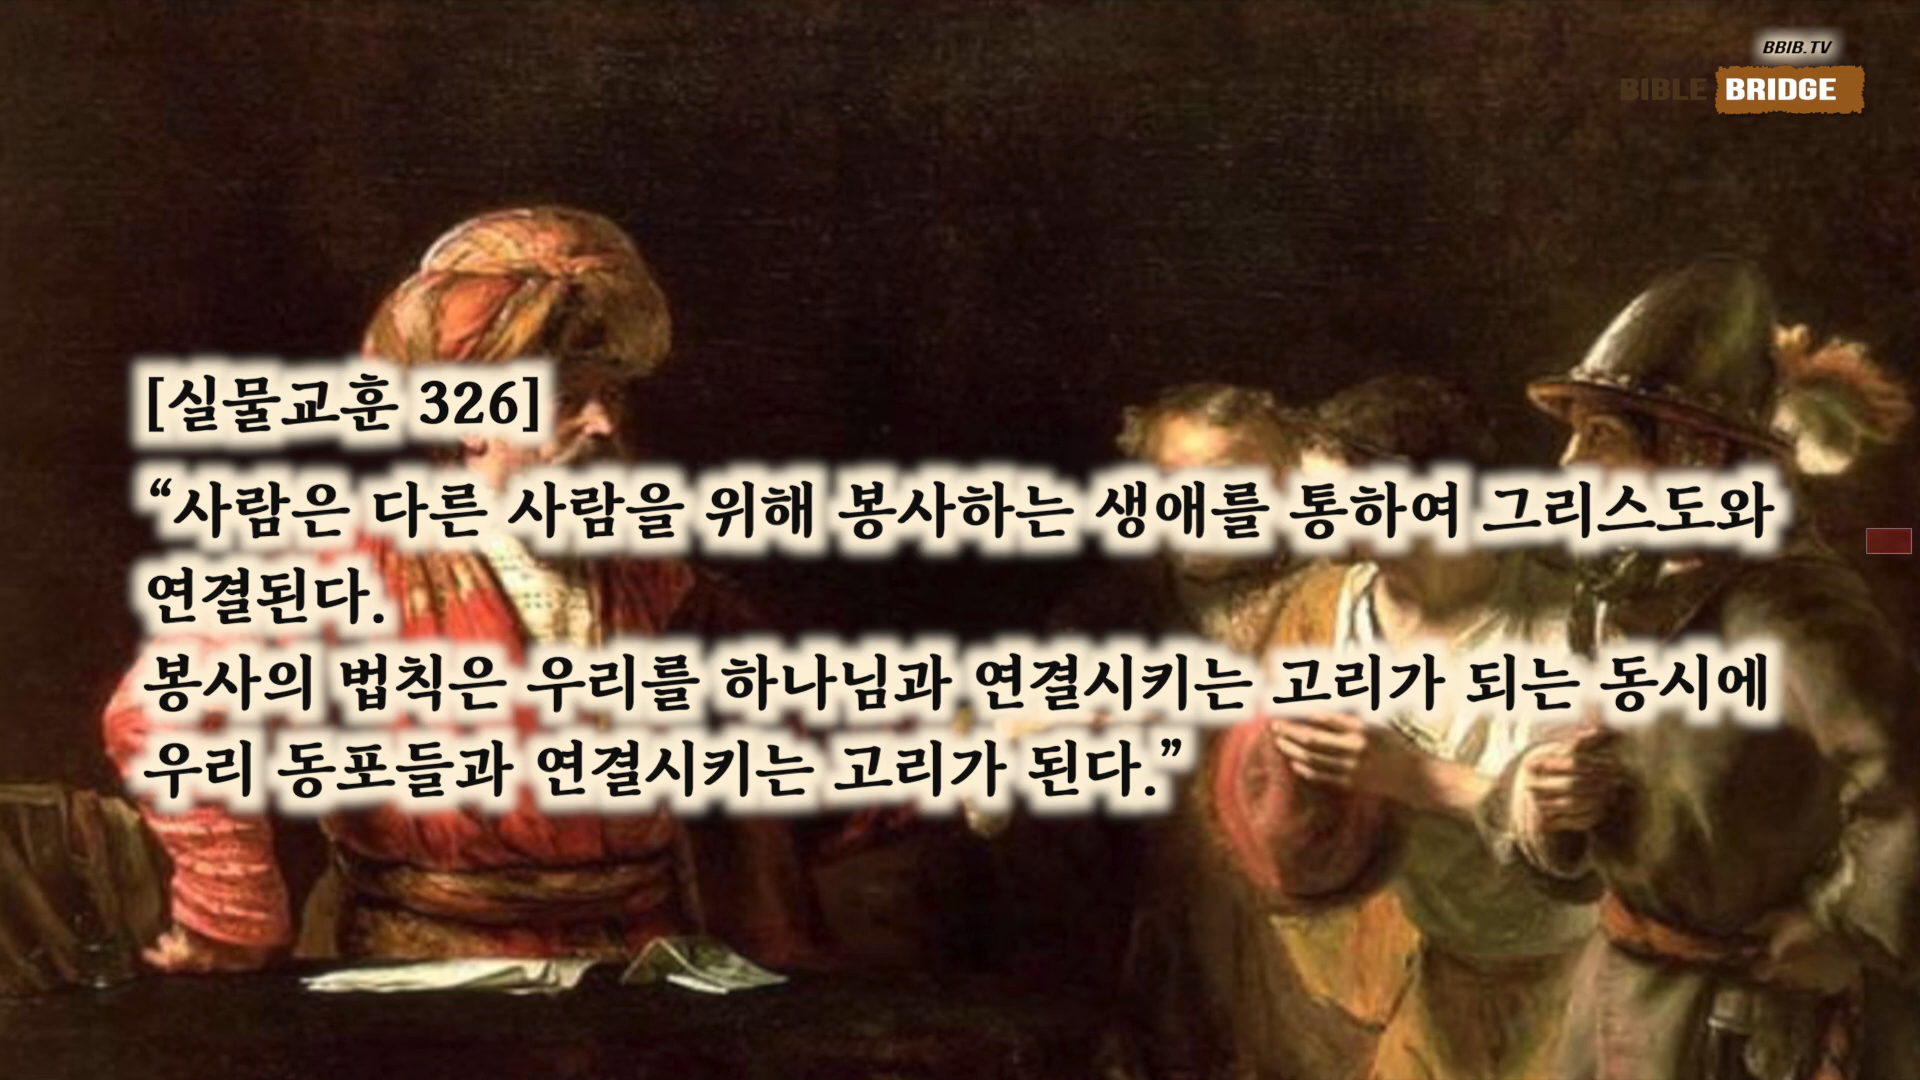 BBIB.TV
BIBLE BRIDGE
[실물교훈 326]
“사람은 다른 사람을 위해 봉사하는 생애를 통하여 그리스도와
연결된다.
봉사의 법칙은 우리를 하나님과 연결시키는 고리가 되는 동시에
우리 동포들과 연결시키는 고리가 된다.”